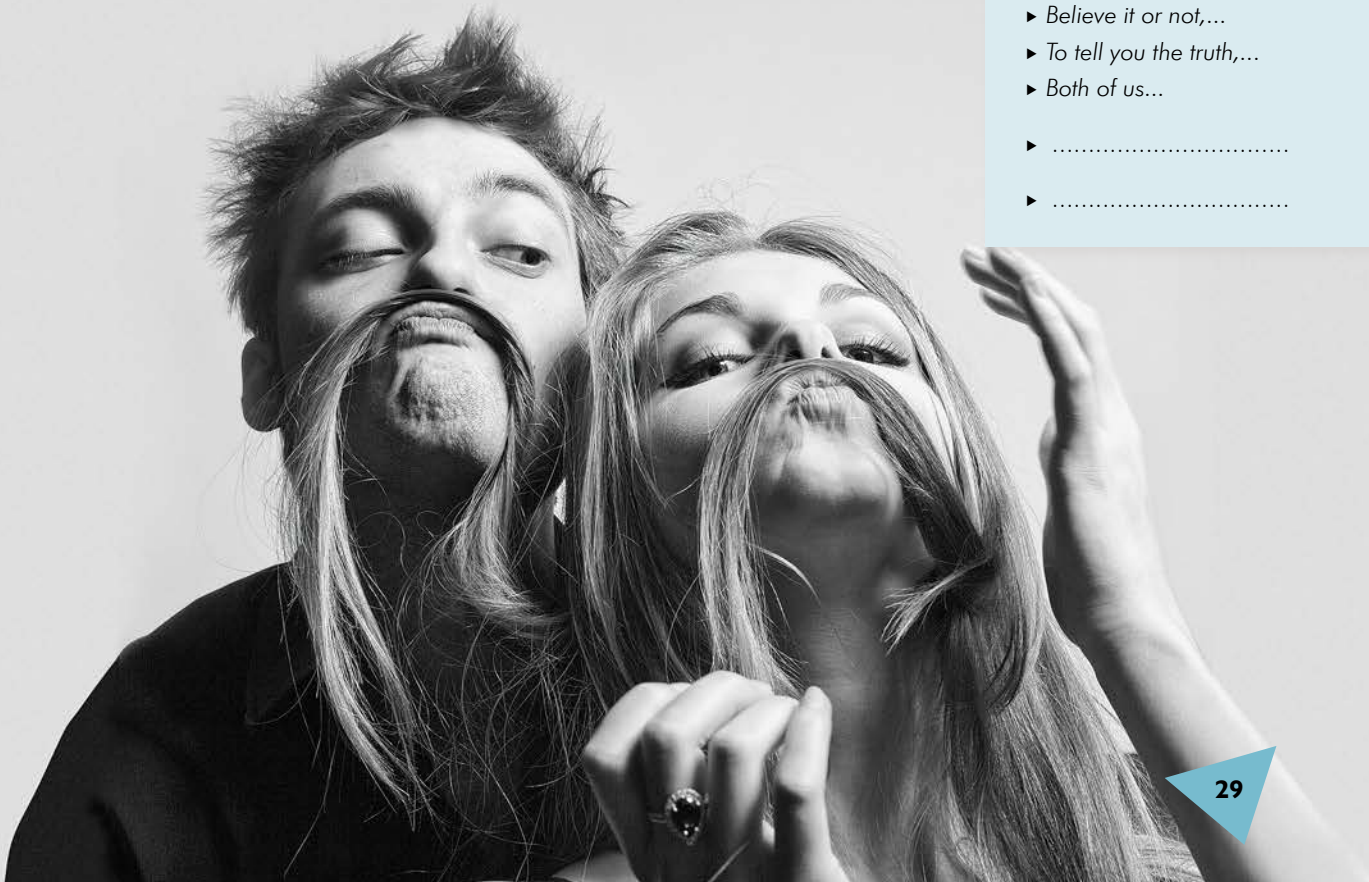 ▸ Believe it or not,...
▸ To tell you the truth,...
▸ Both of us...
▸ .................................
▸ .................................
29